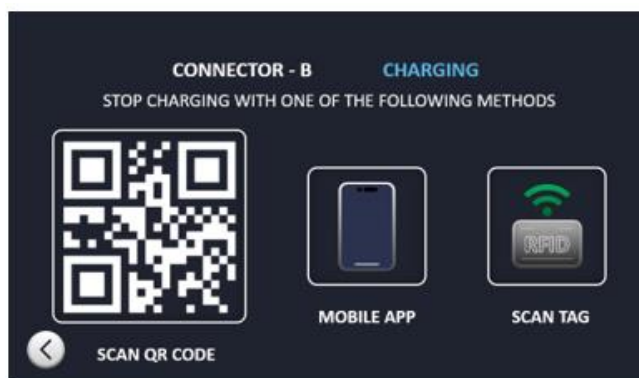 CONNECTOR - B CHARGING
STOP CHARGING WITH ONE OF THE FOLLOWING METHODS
RFID
MOBILE APP SCAN TAG
SCAN QR CODE